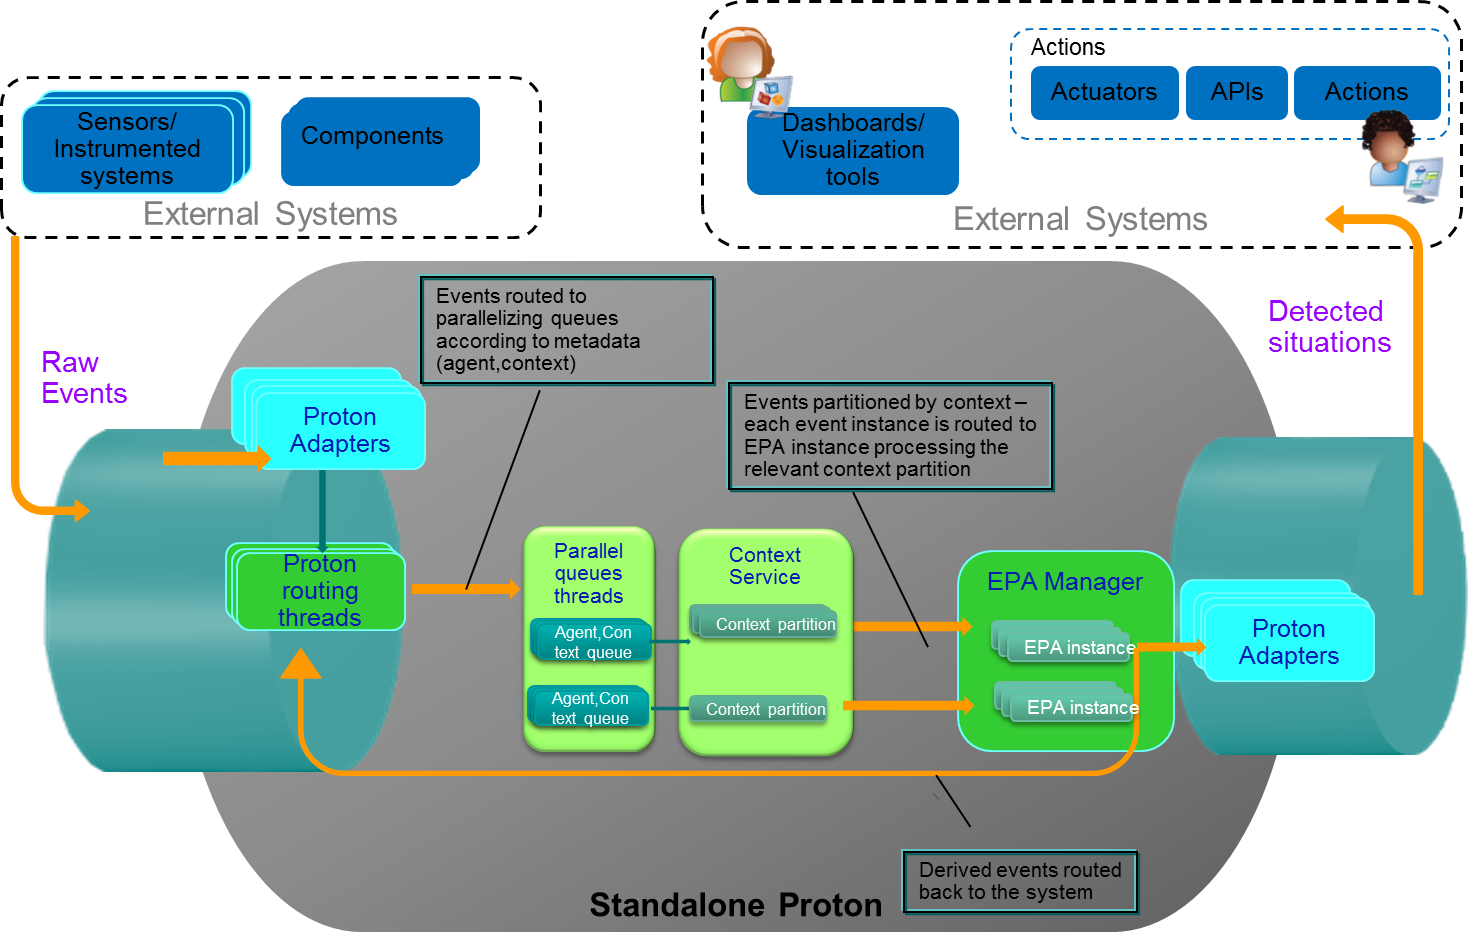 Sensors/
Instrumented
systems
Components
External Systems
Actions
Actuators
APIs
Actions
Dashboards/
Visualization
tools
External Systems
Raw
Events
Detected
situations
Events routed to
parallelizing queues
according to metadata
(agent,context)
Events partitioned by context –
each event instance is routed to
EPA instance processing the
relevant context partition
Proton
Adapters
Proton
routing
threads
Parallel
queues
threads
Agent,Con
text queue
Agent,Con
text queue
Context
Service
Context partition
Context partition
EPA Manager
EPA instance
EPA instance
Proton
Adapters
Derived events routed
back to the system
Standalone Proton